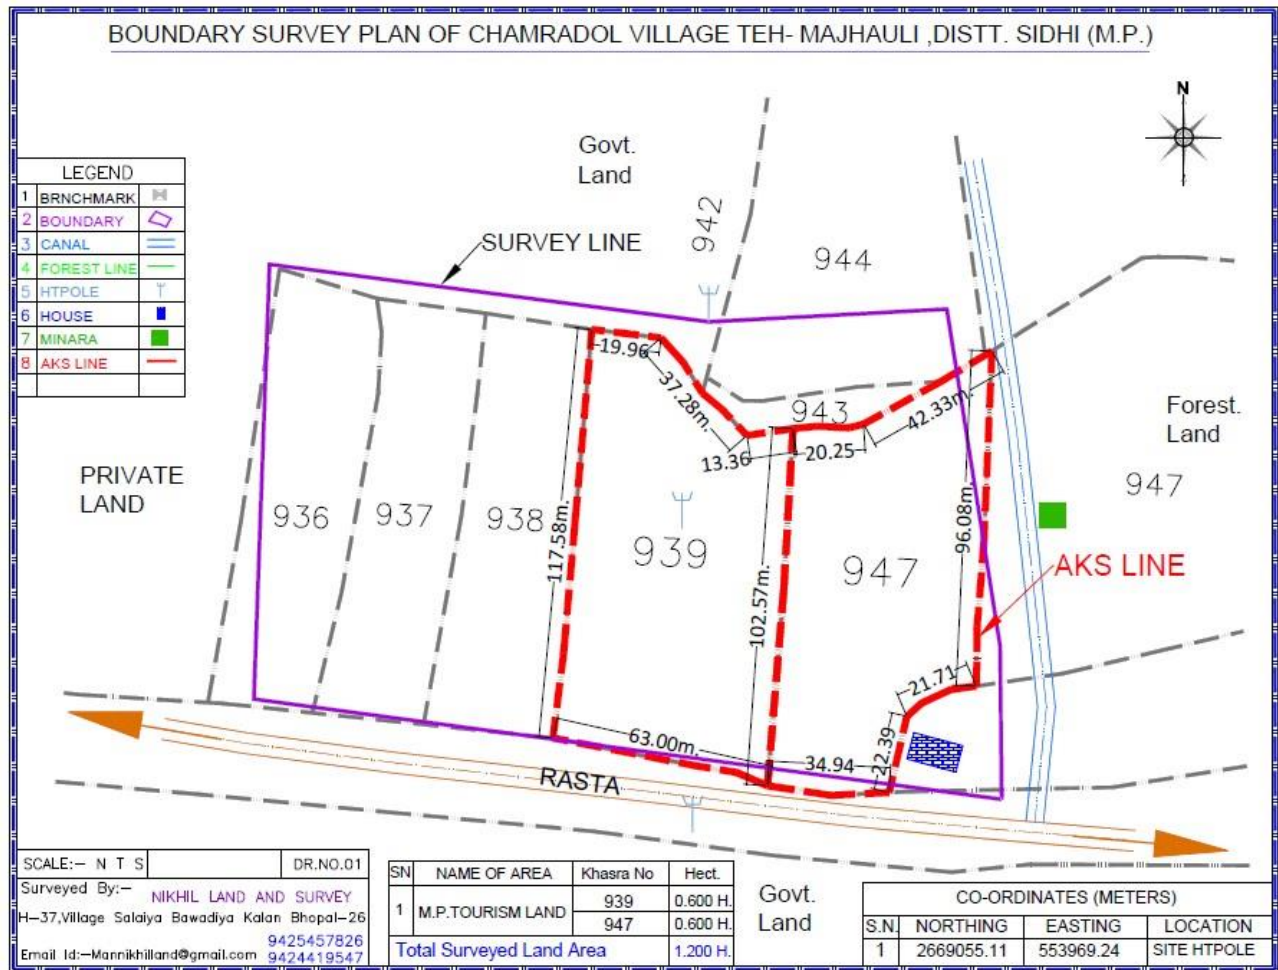 BOUNDARY SURVEY PLAN OF CHAMRADOL VILLAGE TEH- MAJHAULI ,DISTT. SIDHI (M.P.)
N
Govt.
Land
LEGEND
1 BRNCHMARK
2 BOUNDARY
3 CANAL
4 FOREST LINE
5 HTPOLE
6 HOUSE
7 MINARA
8 AKS LINE
SURVEY LINE
942
944
19.96
37.28m.
943
42.33m.
13.36
20.25
Forest.
Land
PRIVATE
LAND
936
937
938
117.58m.
939
102.57m.
947
96.08m.
947
AKS LINE
21.71
22.39
63.00m.
34.94
RASTA
SCALE:- N T S DR.NO.01
Surveyed By:- NIKHIL LAND AND SURVEY
H-37,Village Salaiya Bawadiya Kalan Bhopal-26
9425457826
Email Id:-Mannikhilland@gmail.com 9424419547
SN NAME OF AREA Khasra No Hect.
1 M.P.TOURISM LAND 939 0.600 H.
947 0.600 H.
Total Surveyed Land Area 1.200 H.
Govt.
Land
CO-ORDINATES (METERS)
S.N. NORTHING EASTING LOCATION
1 2669055.11 553969.24 SITE HTPOLE